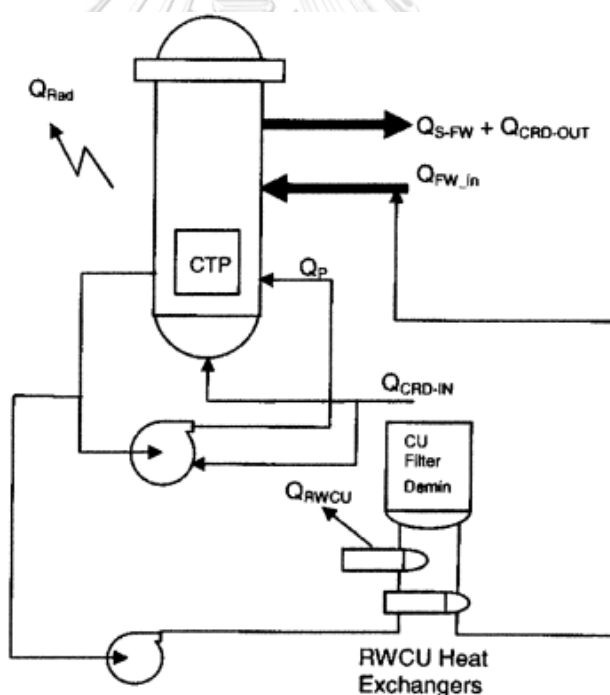 Q_Rad
Q_S-FW + Q_CRD-OUT
Q_FW_in
CTP
Q_P
Q_CRD-IN
CU
Filter
Demin
Q_RWCU
RWCU Heat
Exchangers